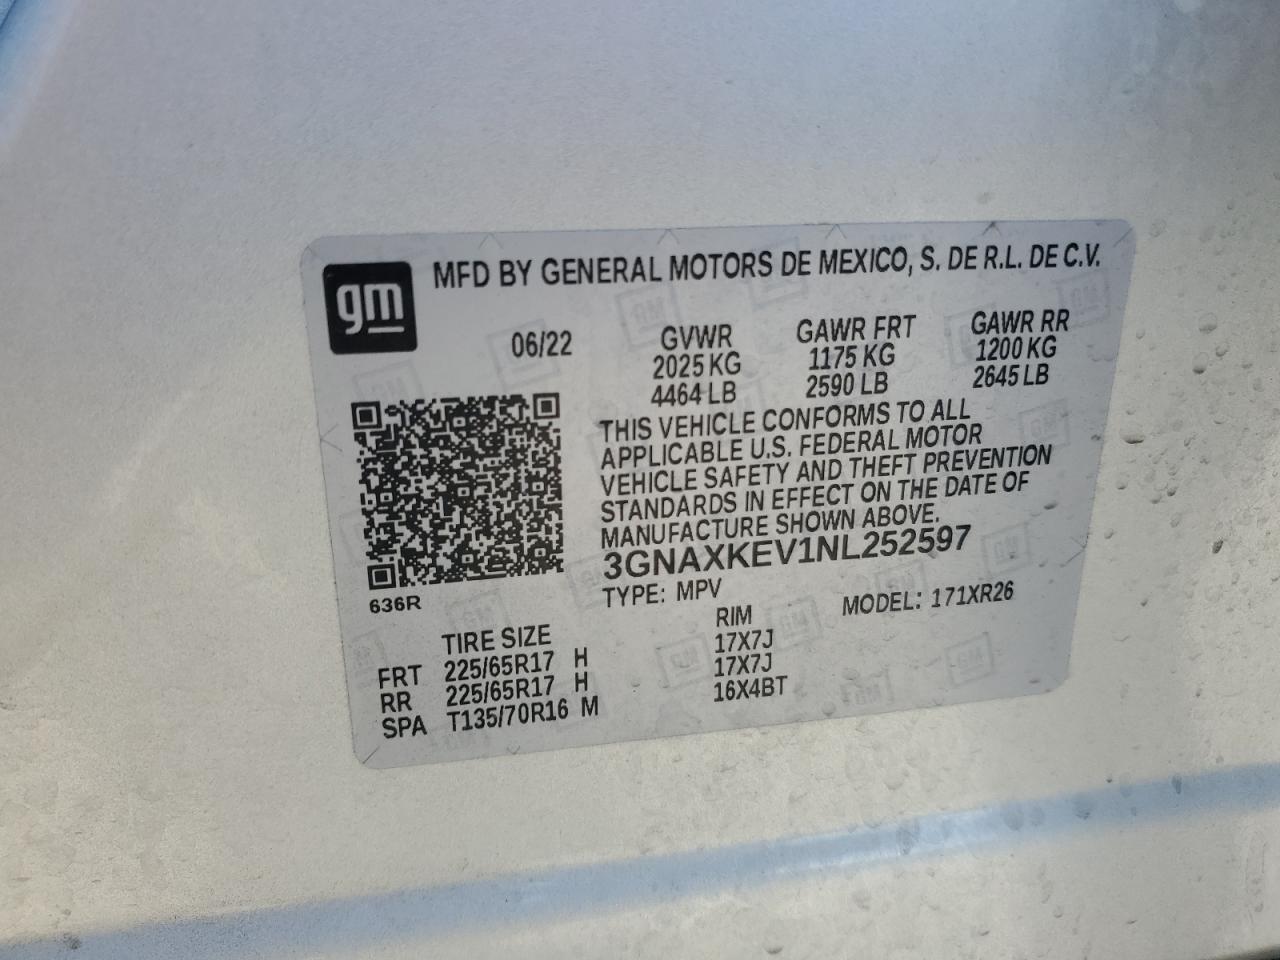 gm MFD BY GENERAL MOTORS DE MEXICO, S. DE R.L. DE C.V.
06/22 GVWR GAWR FRT GAWR RR
2025 KG 1175 KG 1200 KG
4464 LB 2590 LB 2645 LB
THIS VEHICLE CONFORMS TO ALL
APPLICABLE U.S. FEDERAL MOTOR
VEHICLE SAFETY AND THEFT PREVENTION
STANDARDS IN EFFECT ON THE DATE OF
MANUFACTURE SHOWN ABOVE.
3GNAXKEV1NL252597
636R
TYPE: MPV MODEL: 171XR26
TIRE SIZE RIM
FRT 225/65R17 H 17X7J
RR 225/65R17 H 17X7J
SPA T135/70R16 M 16X4BT